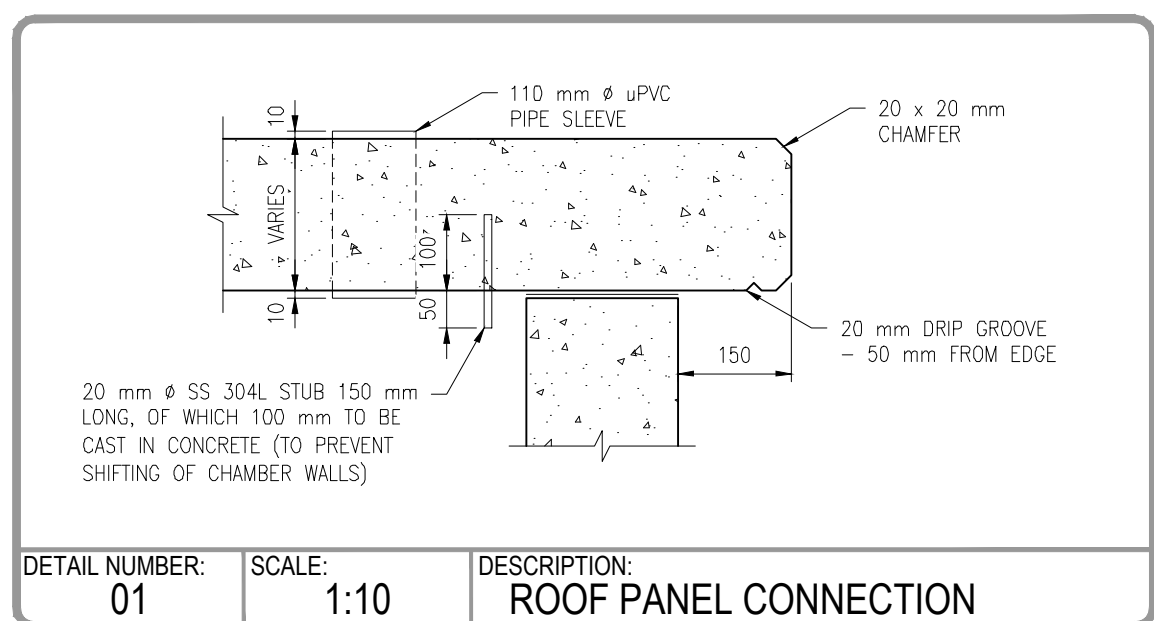 110 mm ø uPVC
PIPE SLEEVE
20 x 20 mm
CHAMFER
10
VARIES
10
100
50
150
20 mm DRIP GROOVE
- 50 mm FROM EDGE
20 mm ø SS 304L STUB 150 mm
LONG, OF WHICH 100 mm TO BE
CAST IN CONCRETE (TO PREVENT
SHIFTING OF CHAMBER WALLS)
DETAIL NUMBER:
01
SCALE:
1:10
DESCRIPTION:
ROOF PANEL CONNECTION